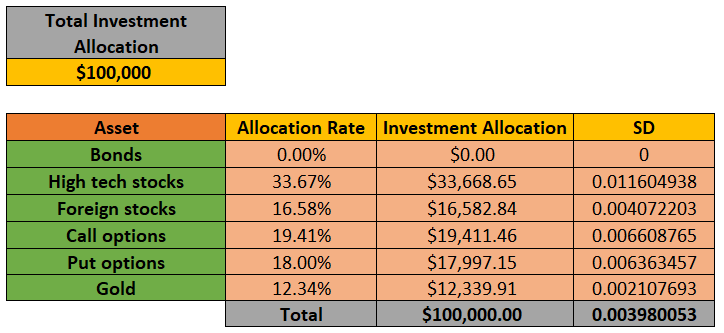 Total Investment
Allocation
$100,000
Asset Allocation Rate Investment Allocation SD
Bonds 0.00% $0.00 0
High tech stocks 33.67% $33,668.65 0.011604938
Foreign stocks 16.58% $16,582.84 0.004072203
Call options 19.41% $19,411.46 0.006608765
Put options 18.00% $17,997.15 0.006363457
Gold 12.34% $12,339.91 0.002107693
Total $100,000.00 0.003980053